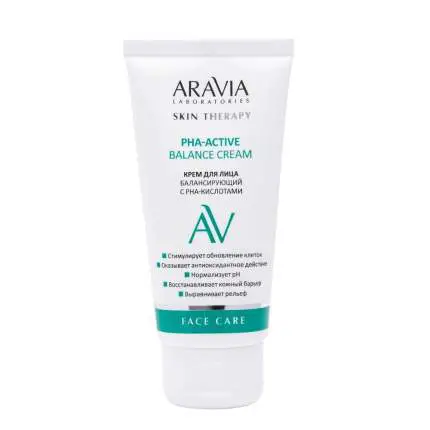 ARAVIA
LABORATORIES
SKIN THERAPY
PHA-ACTIVE
BALANCE CREAM
КРЕМ ДЛЯ ЛИЦА
БАЛАНСИРУЮЩИЙ
С PHA-КИСЛОТАМИ
AV
Стимулирует обновление клеток
Оказывает антиоксидантное действие
Нормализует pH
Восстанавливает кожный барьер
Выравнивает рельеф
FACE CARE